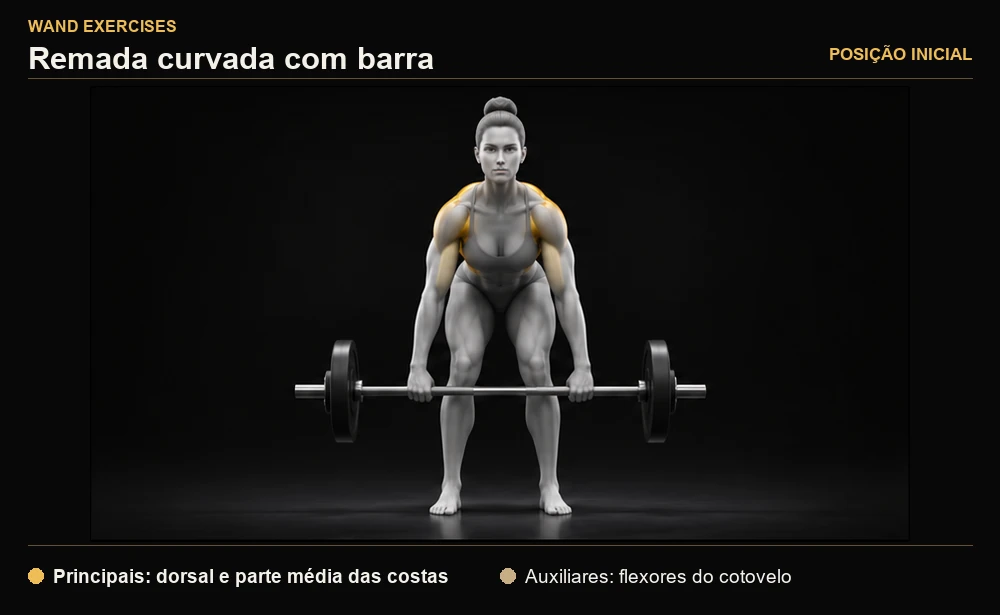 WAND EXERCISES
Remada curvada com barra
POSIÇÃO INICIAL
Principais: dorsal e parte média das costas
Auxiliares: flexores do cotovelo